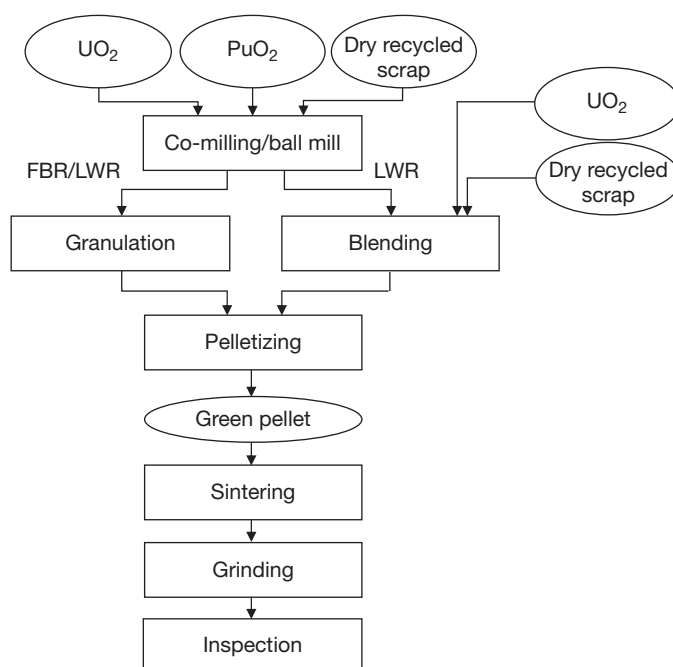 UO₂
PuO₂
Dry recycled
scrap
UO₂
Co-milling/ball mill
Dry recycled
scrap
FBR/LWR
LWR
Granulation
Blending
Pelletizing
Green pellet
Sintering
Grinding
Inspection